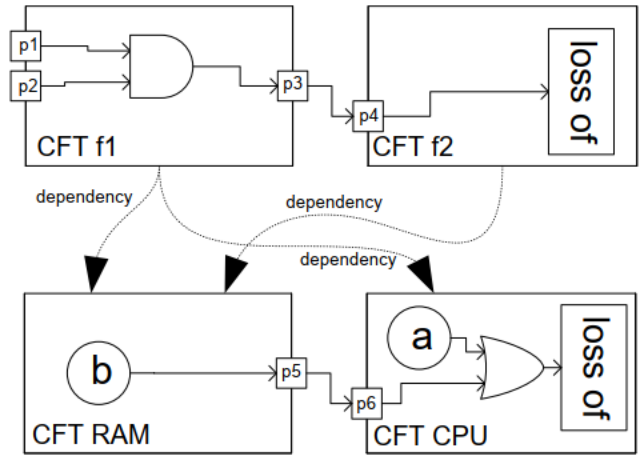 p1
p2
p3
p4
loss of
CFT f1
CFT f2
dependency
dependency
dependency
a
loss of
b
p5
p6
CFT RAM
CFT CPU